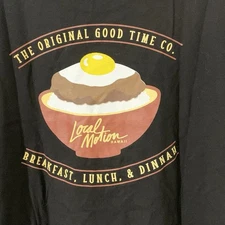 THE ORIGINAL GOOD TIME CO.
Local
Motion
HAWAII
BREAKFAST, LUNCH, & DINNAH